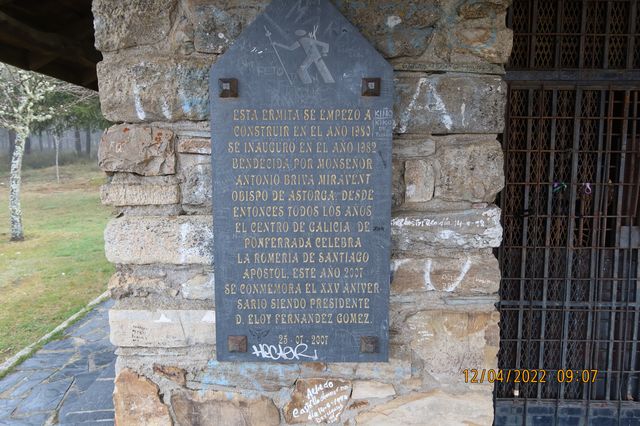 ESTA ERMITA SE EMPEZO A
CONSTRUIR EN EL AÑO 1980
SE INAUGURO EN EL AÑO 1982
BENDECIDA POR MONSEÑOR
ANTONIO BRIVA MIRAVENT
OBISPO DE ASTORGA, DESDE
ENTONCES TODOS LOS AÑOS
EL CENTRO DE GALICIA DE
PONFERRADA CELEBRA
LA ROMERIA DE SANTIAGO
APOSTOL, ESTE AÑO 2007
SE CONMEMORA EL XXV ANIVER-
SARIO SIENDO PRESIDENTE
D. ELOY FERNANDEZ GOMEZ.
25-07-2007
HECTOR
12/04/2022 09:07